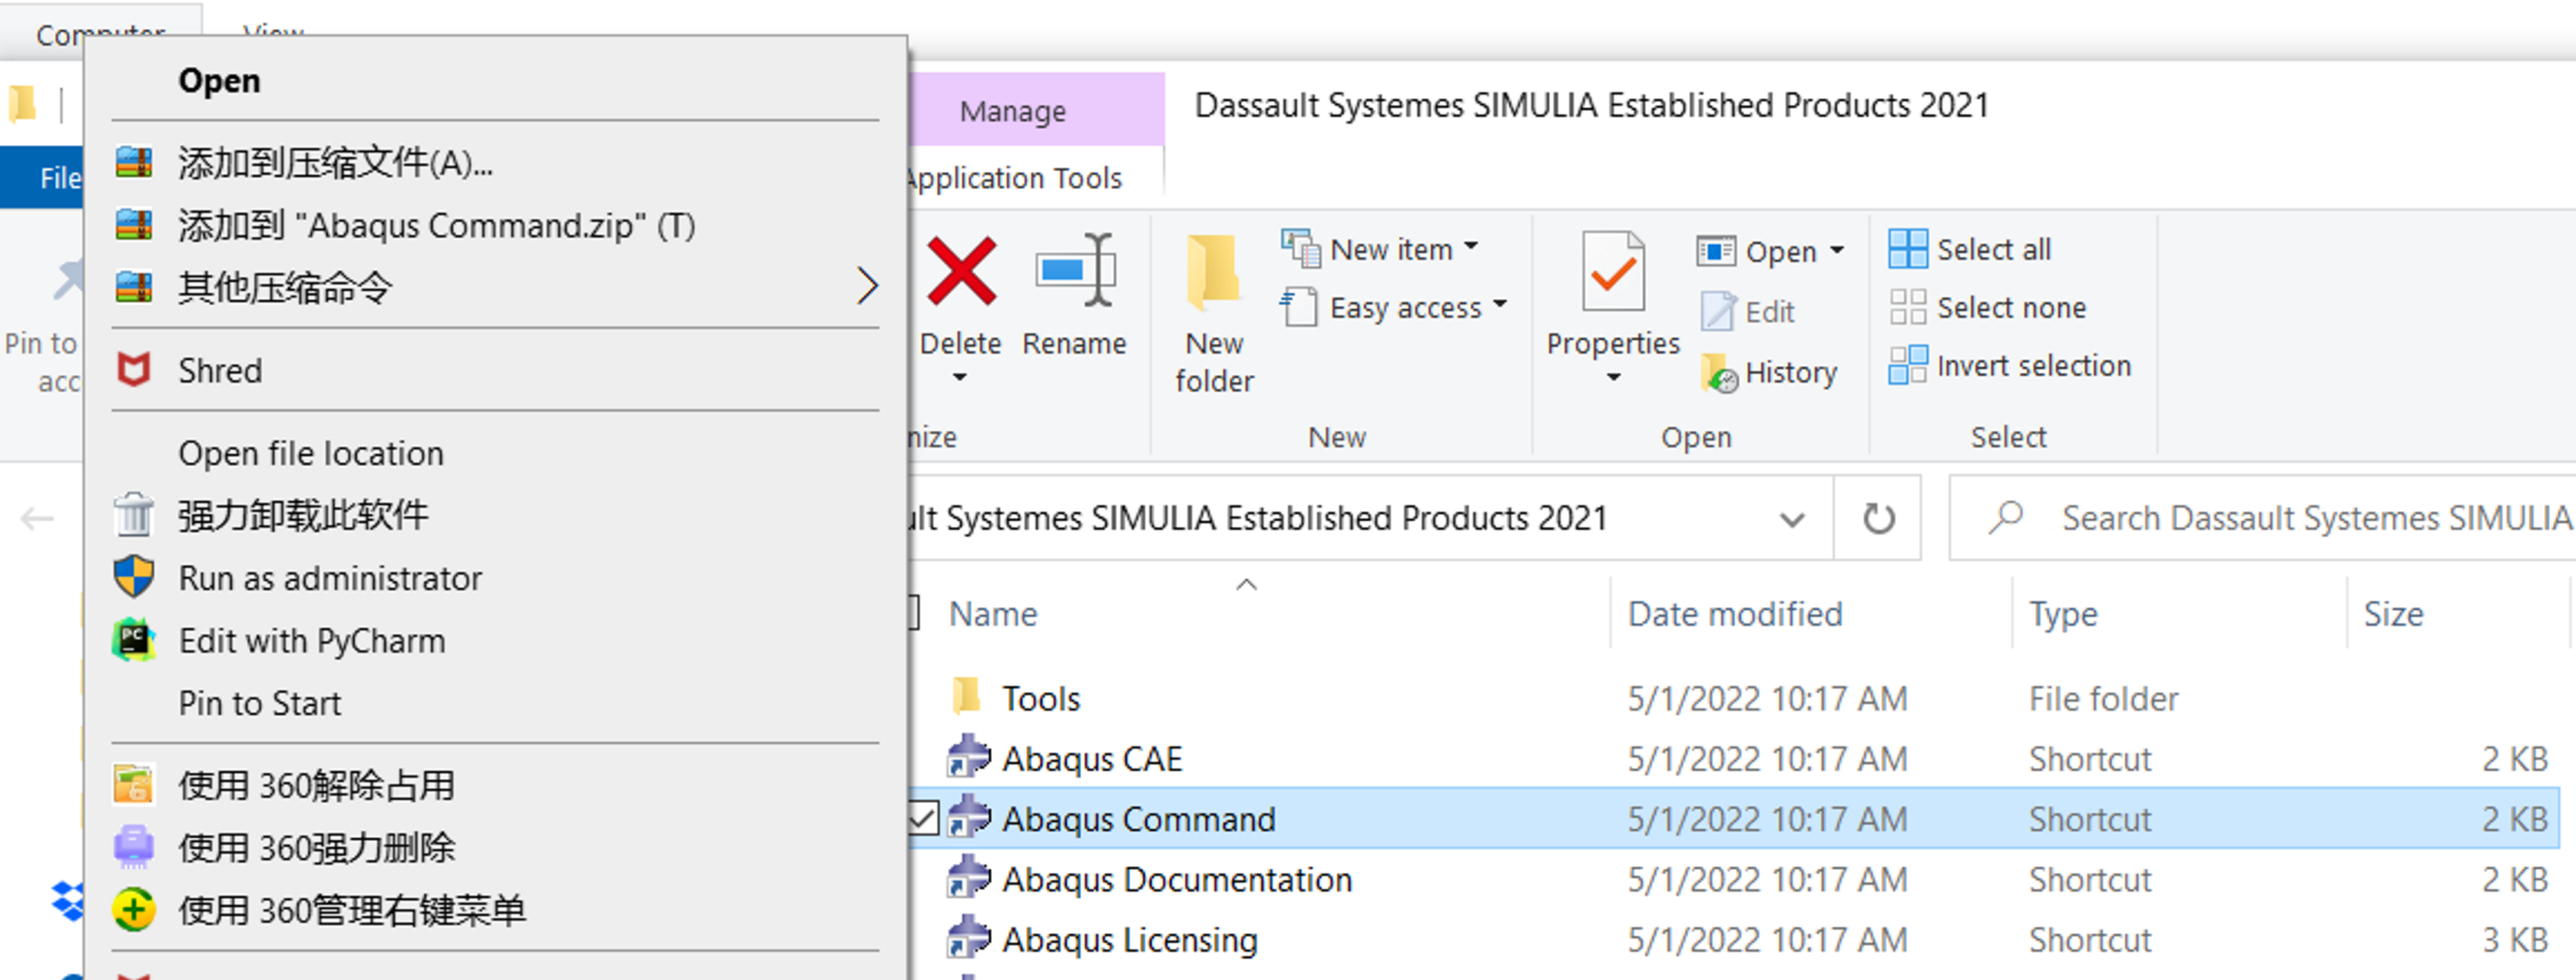 Computer View
Open
添加到压缩文件(A)...
添加到 "Abaqus Command.zip" (T)
其他压缩命令
Shred
Open file location
强力卸载此软件
Run as administrator
Edit with PyCharm
Pin to Start
使用 360解除占用
使用 360强力删除
使用 360管理右键菜单
File
Pin to
Manage
Dassault Systemes SIMULIA Established Products 2021
Application Tools
Delete
Rename
New folder
New item
Easy access
New
Properties
Open
Edit
History
Open
Select all
Select none
Invert selection
Select
Systemes SIMULIA Established Products 2021
Search Dassault Systemes SIMULIA
Name Date modified Type Size
Tools 5/1/2022 10:17 AM File folder
Abaqus CAE 5/1/2022 10:17 AM Shortcut 2 KB
Abaqus Command 5/1/2022 10:17 AM Shortcut 2 KB
Abaqus Documentation 5/1/2022 10:17 AM Shortcut 2 KB
Abaqus Licensing 5/1/2022 10:17 AM Shortcut 3 KB